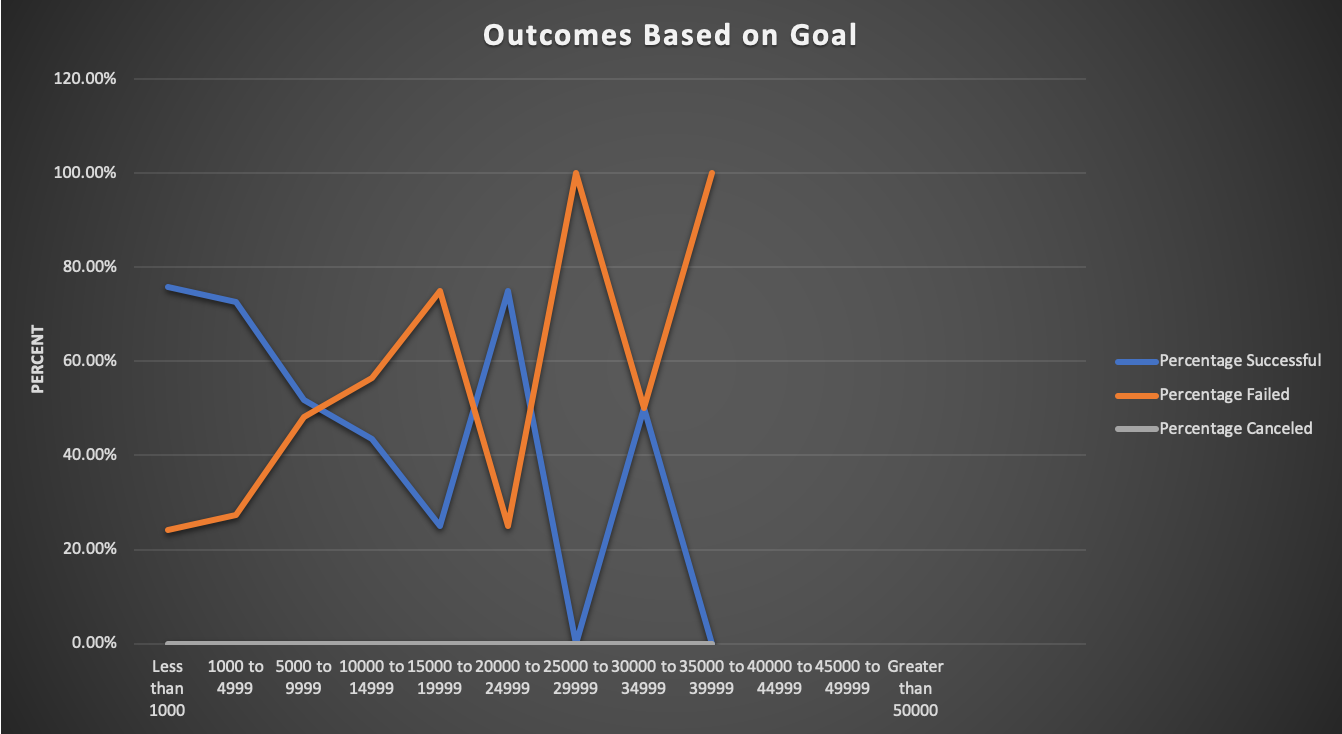 Outcomes Based on Goal
120.00%
100.00%
80.00%
60.00%
40.00%
20.00%
0.00%
PERCENT
Less than 1000
1000 to 4999
5000 to 9999
10000 to 14999
15000 to 19999
20000 to 24999
25000 to 29999
30000 to 34999
35000 to 39999
40000 to 44999
45000 to 49999
Greater than 50000
Percentage Successful
Percentage Failed
Percentage Canceled